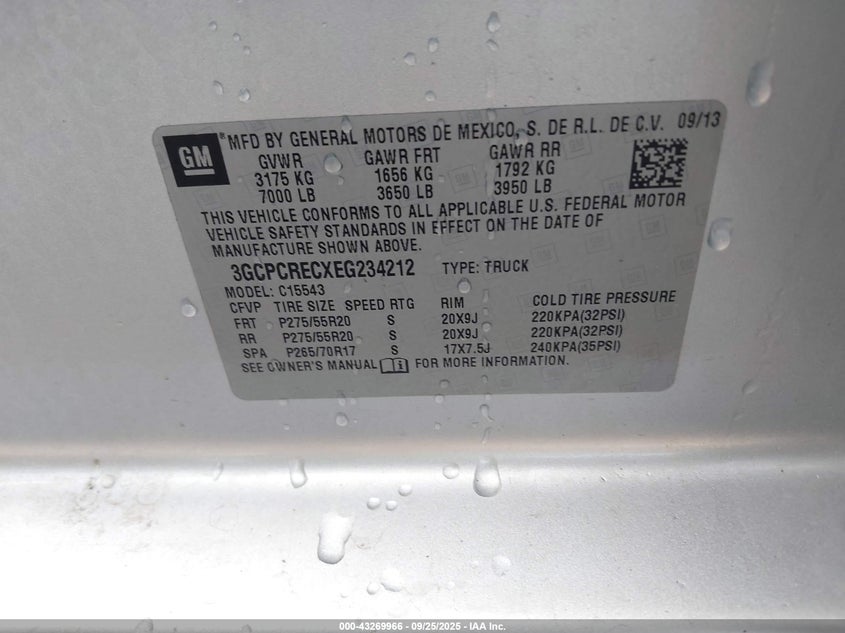 GM ® MFD BY GENERAL MOTORS DE MEXICO, S. DE R.L. DE C.V. 09/13
GVWR GAWR FRT GAWR RR
3175 KG 1656 KG 1792 KG
7000 LB 3650 LB 3950 LB
THIS VEHICLE CONFORMS TO ALL APPLICABLE U.S. FEDERAL MOTOR
VEHICLE SAFETY STANDARDS IN EFFECT ON THE DATE OF
MANUFACTURE SHOWN ABOVE.
3GCPCRECXEG234212 TYPE: TRUCK
MODEL: C15543
CFVP TIRE SIZE SPEED RTG RIM COLD TIRE PRESSURE
FRT P275/55R20 S 20X9J 220KPA(32PSI)
RR P275/55R20 S 20X9J 220KPA(32PSI)
SPA P265/70R17 S 17X7.5J 240KPA(35PSI)
SEE OWNER'S MANUAL FOR MORE INFORMATION.
000-43269966 - 09/25/2025 - IAA Inc.